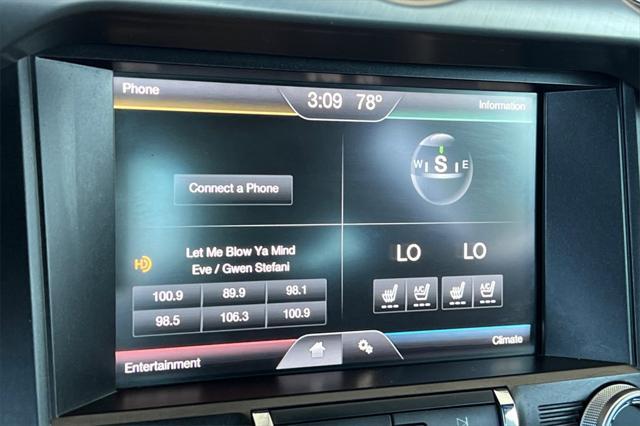 Phone
3:09 78°
Information
W S E
Connect a Phone
Let Me Blow Ya Mind
Eve / Gwen Stefani
HD
100.9 89.9 98.1
98.5 106.3 100.9
LO LO
A/C A/C
Entertainment
Climate